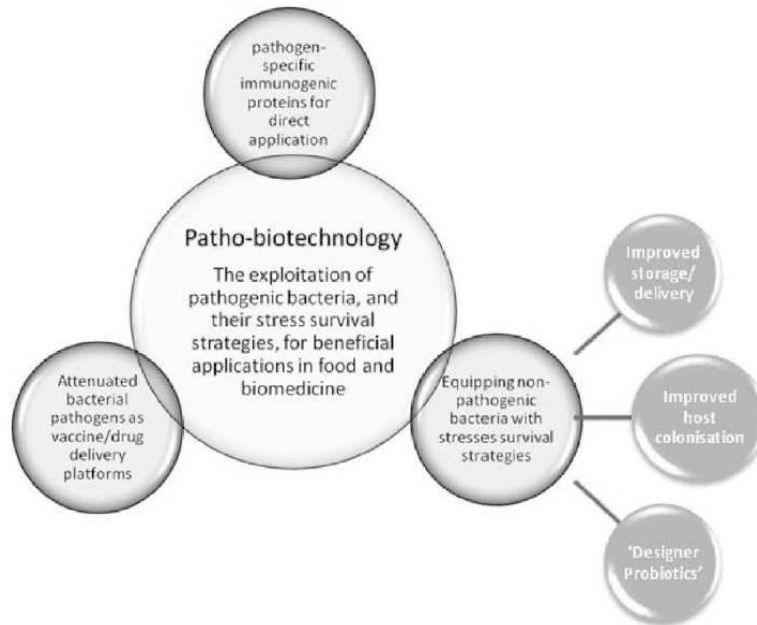 pathogen-
specific
immunogenic
proteins for
direct
application
Patho-biotechnology
The exploitation of
pathogenic bacteria, and
their stress survival
strategies, for beneficial
applications in food and
biomedicine
Attenuated
bacterial
pathogens as
vaccine/drug
delivery
platforms
Equipping non-
pathogenic
bacteria with
stresses survival
strategies
Improved
storage/
delivery
Improved
host
colonisation
'Designer
Probiotics'